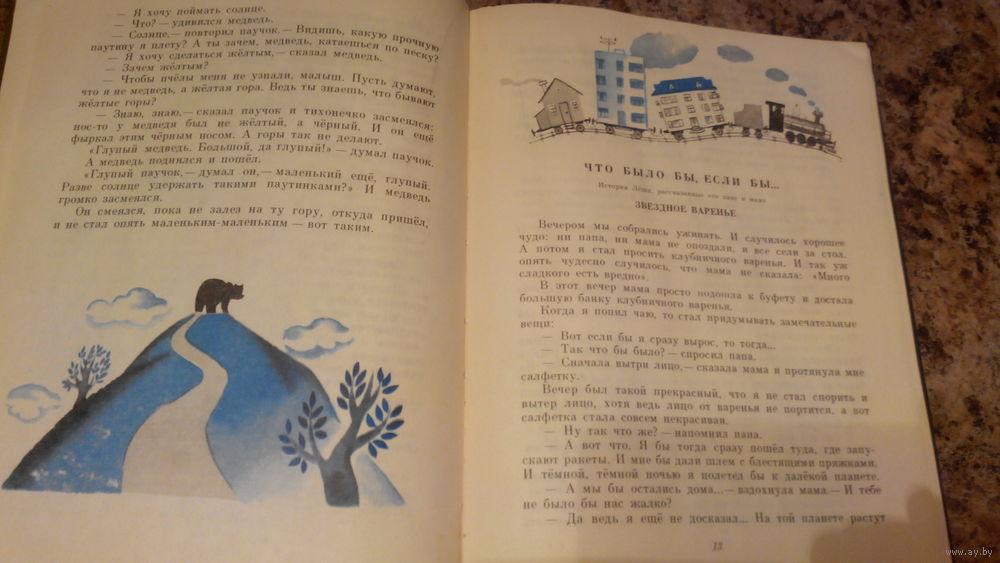 — Я хочу поймать солнце.
— Что? — удивился медведь.
— Солнце,— повторил паучок.— Видишь, какую прочную
паутину я плету? А ты зачем, медведь, катаешься по песку?
— Я хочу сделаться жёлтым,— сказал медведь.
— Зачем жёлтым?
— Чтобы пчёлы меня не узнали, малыш. Пусть думают,
что я не медведь, а жёлтая гора. Ведь ты знаешь, что бывают
жёлтые горы?
— Знаю, знаю,— сказал паучок и тихонечко засмеялся:
нос-то у медведя был не жёлтый, а чёрный. И он ещё
фыркал этим чёрным носом. А горы так не делают.
«Глупый медведь. Большой, да глупый!» — думал паучок.
А медведь поднялся и пошёл.
«Глупый паучок,— думал он,— маленький ещё, глупый.
Разве солнце удержать такими паутинками?» И медведь
громко засмеялся.
Он смеялся, пока не залез на ту гору, откуда пришёл,
и не стал опять маленьким-маленьким — вот таким.
ЧТО БЫЛО БЫ, ЕСЛИ БЫ...
История Лёши, рассказанные его папе и маме
ЗВЕЗДНОЕ ВАРЕНЬЕ
Вечером мы собрались ужинать. И случилось хорошее
чудо: ни папа, ни мама не опоздали, и все сели за стол.
А потом я стал просить клубничного варенья. И так уж
опять чудесно случилось, что мама не сказала: «Много
сладкого есть вредно».
В этот вечер мама просто подошла к буфету и достала
большую банку клубничного варенья.
Когда я попил чаю, то стал придумывать замечательные
вещи:
— Вот если бы я сразу вырос, то тогда...
— Так что бы было? — спросил папа.
— Сначала вытри лицо,— сказала мама и протянула мне
салфетку.
Вечер был такой прекрасный, что я не стал спорить и
вытер лицо, хотя ведь лицо от варенья не портится, а вот
салфетка стала совсем некрасивая.
— Ну так что же? — напомнил папа.
— А вот что. Я бы тогда сразу пошёл туда, где запу-
скают ракеты. И мне бы дали шлем с блестящими пряжками.
И тёмной, тёмной ночью я полетел бы к далёкой планете.
— А мы бы остались дома...— вздохнула мама.— И тебе
не было бы нас жалко?
— Да ведь я ещё не досказал... На той планете растут
13
www.ay.by